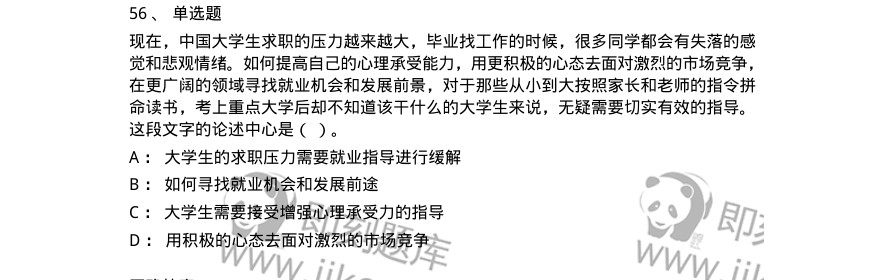 56 、 单选题
现在，中国大学生求职的压力越来越大，毕业找工作的时候，很多同学都会有失落的感
觉和悲观情绪。如何提高自己的心理承受能力，用更积极的心态去面对激烈的市场竞争，
在更广阔的领域寻找就业机会和发展前景，对于那些从小到大按照家长和老师的指令拼
命读书，考上重点大学后却不知道该干什么的大学生来说，无疑需要切实有效的指导。
这段文字的论述中心是（ ）。
A ： 大学生的求职压力需要就业指导进行缓解
B ： 如何寻找就业机会和发展前途
C ： 大学生需要接受增强心理承受力的指导
D ： 用积极的心态去面对激烈的市场竞争
即刻题库
即刻